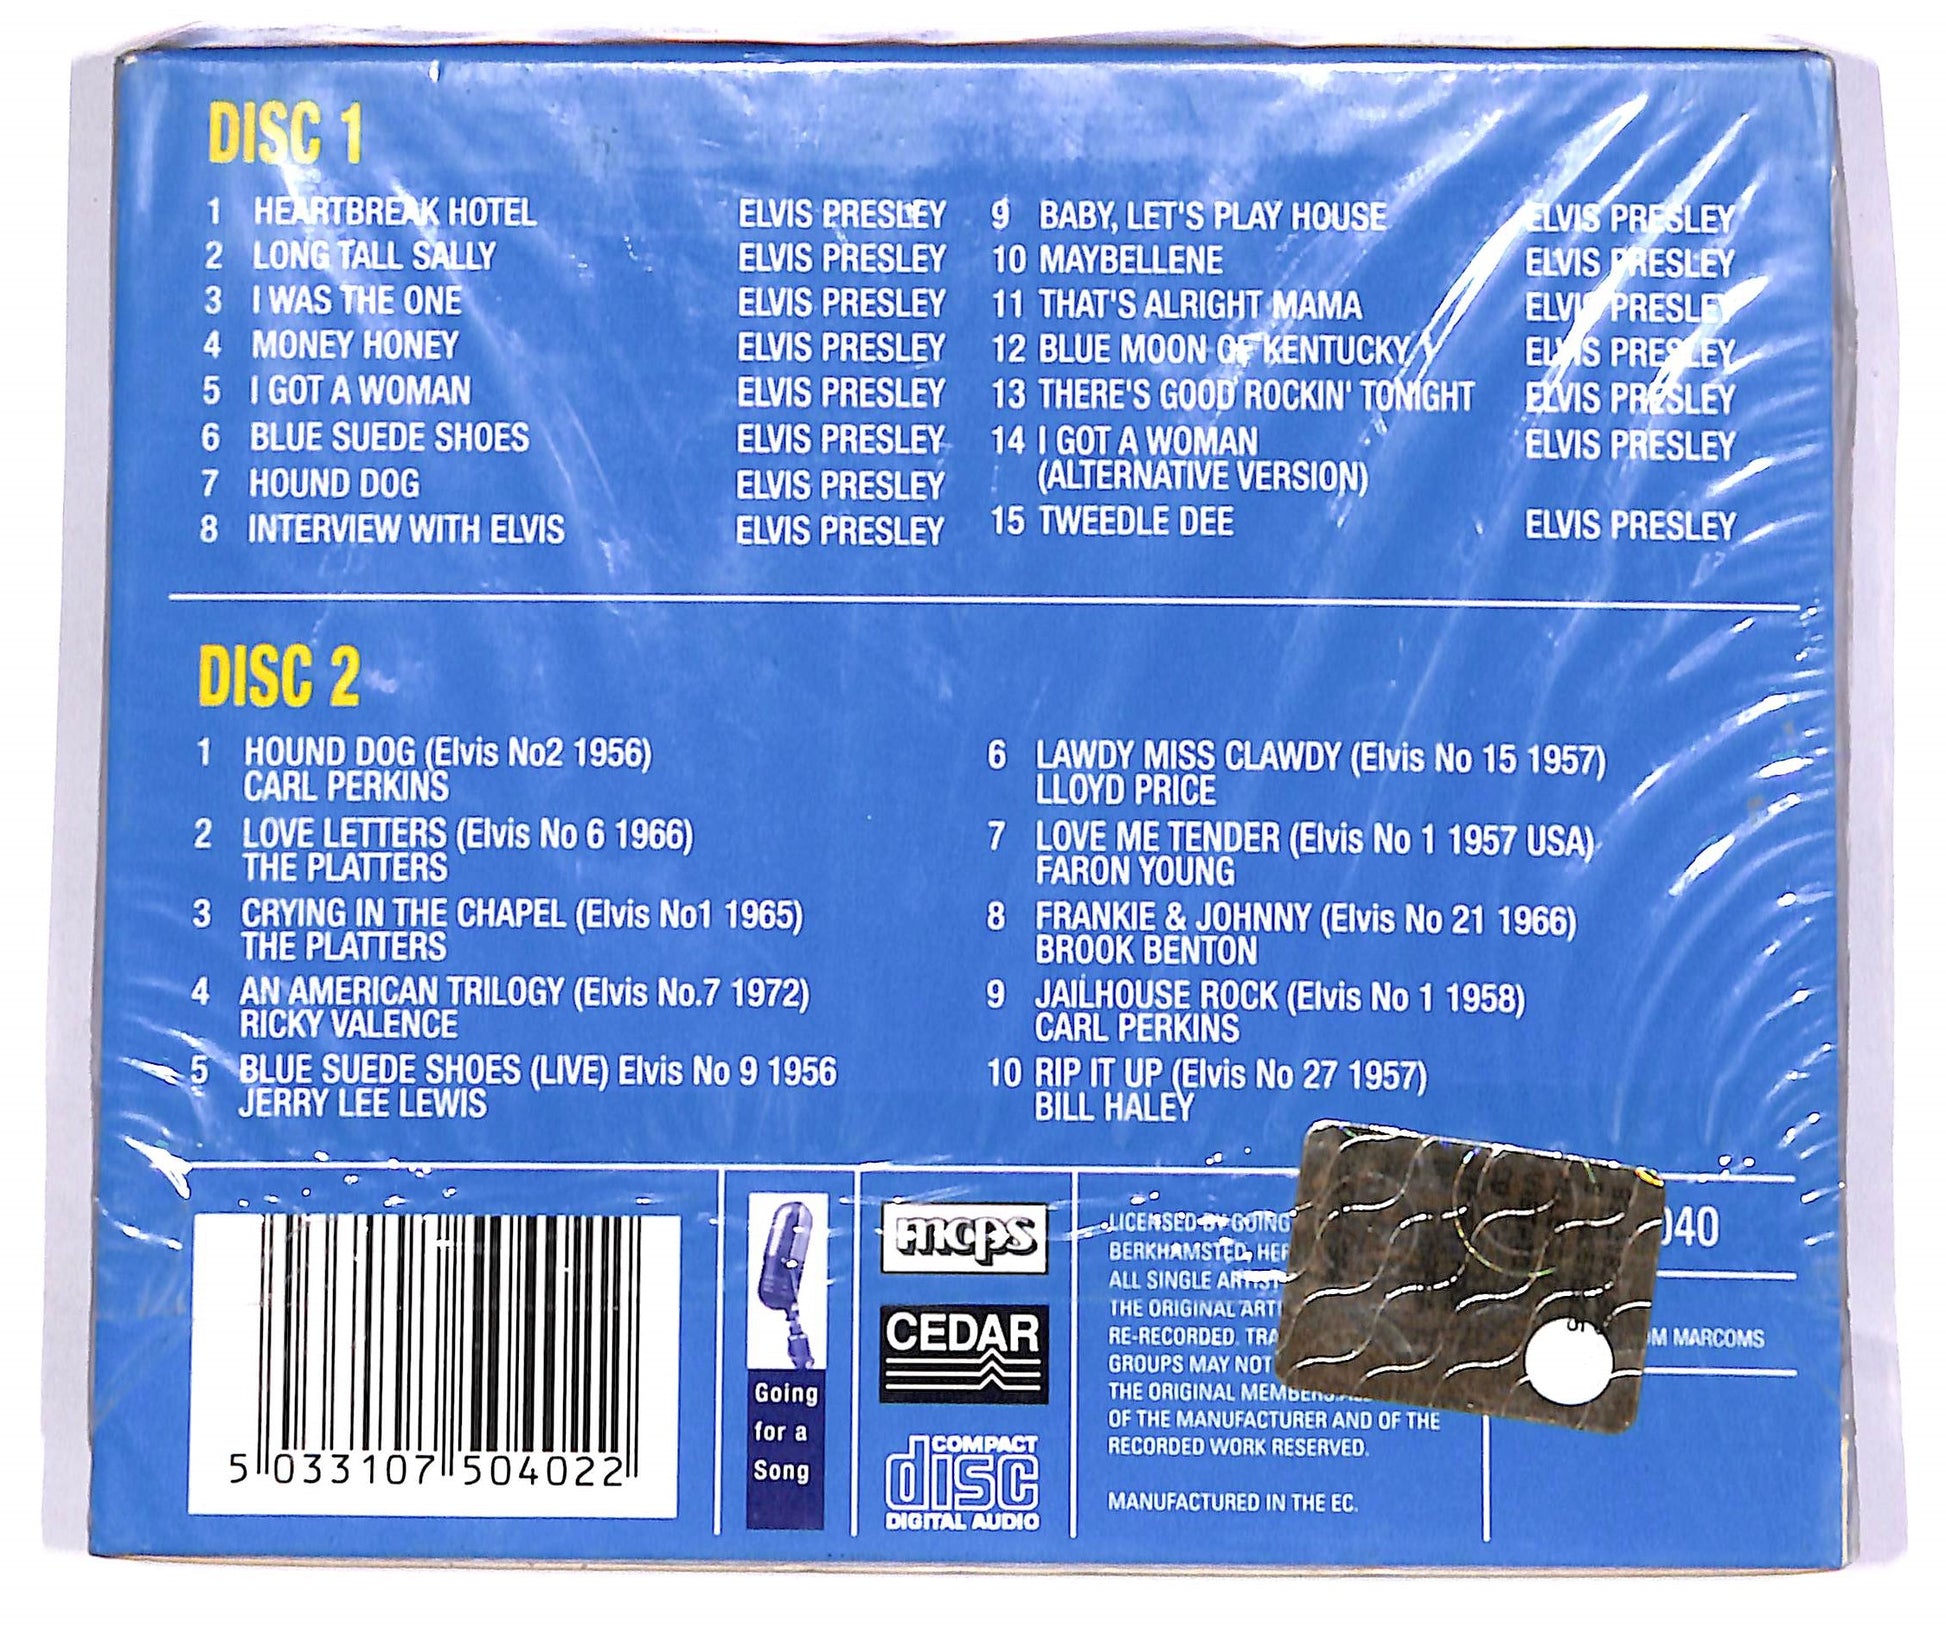 DISC 1
1 HEARTBREAK HOTEL ELVIS PRESLEY
2 LONG TALL SALLY ELVIS PRESLEY
3 I WAS THE ONE ELVIS PRESLEY
4 MONEY HONEY ELVIS PRESLEY
5 I GOT A WOMAN ELVIS PRESLEY
6 BLUE SUEDE SHOES ELVIS PRESLEY
7 HOUND DOG ELVIS PRESLEY
8 INTERVIEW WITH ELVIS ELVIS PRESLEY
9 BABY, LET'S PLAY HOUSE ELVIS PRESLEY
10 MAYBELLENE ELVIS PRESLEY
11 THAT'S ALRIGHT MAMA ELVIS PRESLEY
12 BLUE MOON OF KENTUCKY ELVIS PRESLEY
13 THERE'S GOOD ROCKIN' TONIGHT ELVIS PRESLEY
14 I GOT A WOMAN ELVIS PRESLEY
(ALTERNATIVE VERSION)
15 TWEEDLE DEE ELVIS PRESLEY
DISC 2
1 HOUND DOG (Elvis No2 1956)
CARL PERKINS
2 LOVE LETTERS (Elvis No 6 1966)
THE PLATTERS
3 CRYING IN THE CHAPEL (Elvis No1 1965)
THE PLATTERS
4 AN AMERICAN TRILOGY (Elvis No.7 1972)
RICKY VALENCE
5 BLUE SUEDE SHOES (LIVE) Elvis No 9 1956
JERRY LEE LEWIS
6 LAWDY MISS CLAWDY (Elvis No 15 1957)
LLOYD PRICE
7 LOVE ME TENDER (Elvis No 1 1957 USA)
FARON YOUNG
8 FRANKIE & JOHNNY (Elvis No 21 1966)
BROOK BENTON
9 JAILHOUSE ROCK (Elvis No 1 1958)
CARL PERKINS
10 RIP IT UP (Elvis No 27 1957)
BILL HALEY
5 033107 504022
Going
for a
Song
mcps
CEDAR
COMPACT
disc
DIGITAL AUDIO
LICENSED BY GOING
BERKHAMSTED,
ALL SINGLE
THE ORIGINAL
RE-RECORDED.
GROUPS MAY NOT
THE ORIGINAL
OF THE MANUFACTURER AND OF THE
RECORDED WORK RESERVED.
MANUFACTURED IN THE EC.
040
MARCOMS